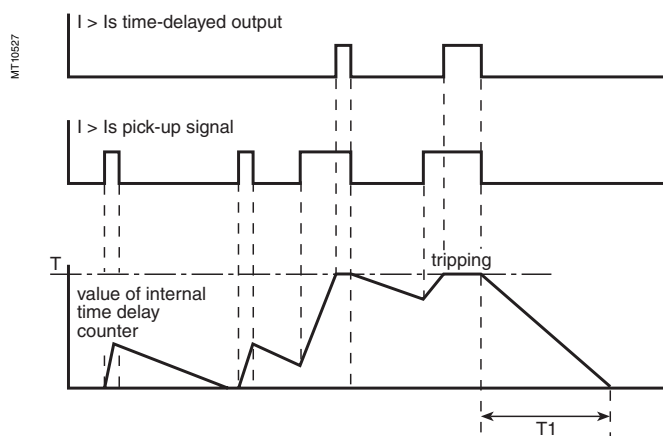 MT10527
I > Is time-delayed output
I > Is pick-up signal
T
tripping
value of internal
time delay
counter
T1